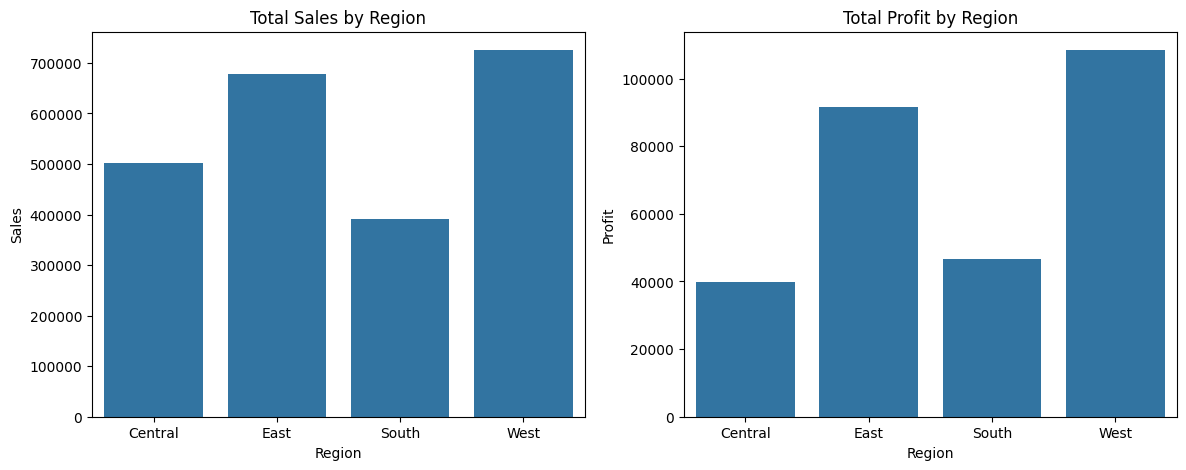 Total Sales by Region
Sales
700000
600000
500000
400000
300000
200000
100000
0
Central East South West
Region
Total Profit by Region
Profit
100000
80000
60000
40000
20000
0
Central East South West
Region